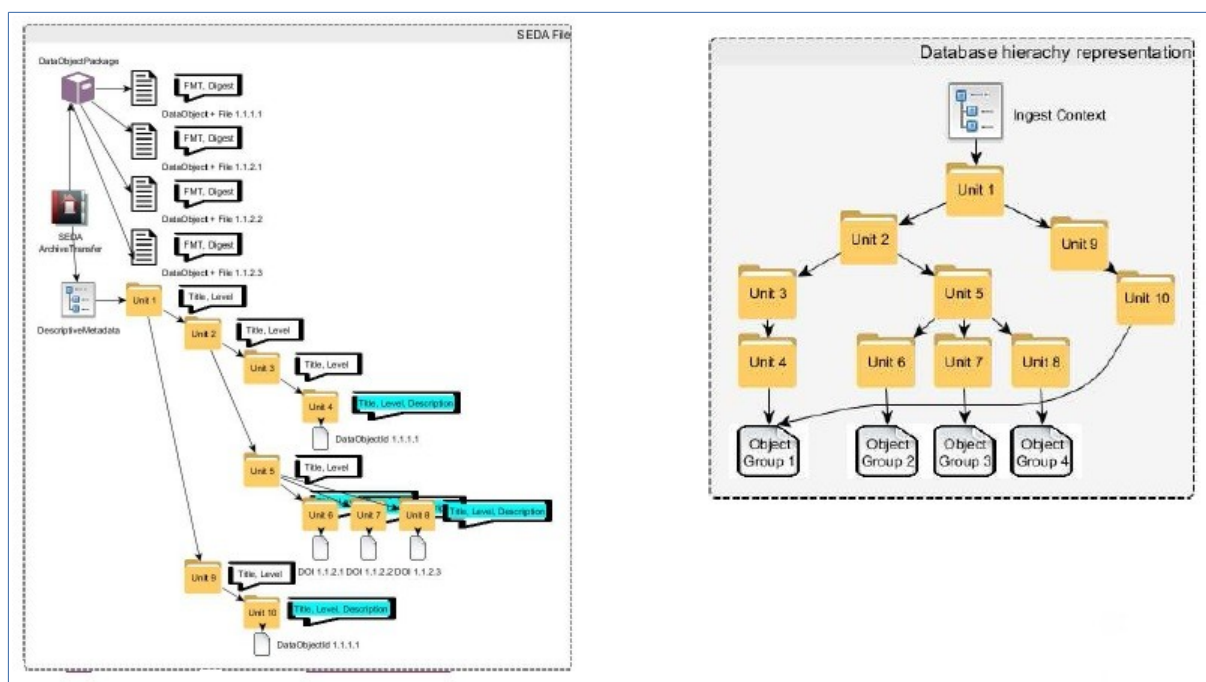 SEDA File
DataObjectPackage
FMT, Digest
DataObject + File 1.1.1.1
FMT, Digest
DataObject + File 1.1.2.1
FMT, Digest
DataObject + File 1.1.2.2
FMT, Digest
DataObject + File 1.1.2.3
SEDA
ArchiveTransfer
DescriptiveMetadata
Unit 1
Title, Level
Unit 2
Title, Level
Unit 3
Title, Level
Unit 4
Title, Level, Description
DataObjectId 1.1.1.1
Unit 5
Title, Level
Unit 6
Unit 7
Unit 8
Title, Level, Description
DOI 1.1.2.1
DOI 1.1.2.2
DOI 1.1.2.3
Unit 9
Title, Level
Unit 10
Title, Level, Description
DataObjectId 1.1.1.1
Database hierachy representation
Ingest Context
Unit 1
Unit 2
Unit 9
Unit 3
Unit 5
Unit 10
Unit 4
Unit 6
Unit 7
Unit 8
Object
Group 1
Object
Group 2
Object
Group 3
Object
Group 4